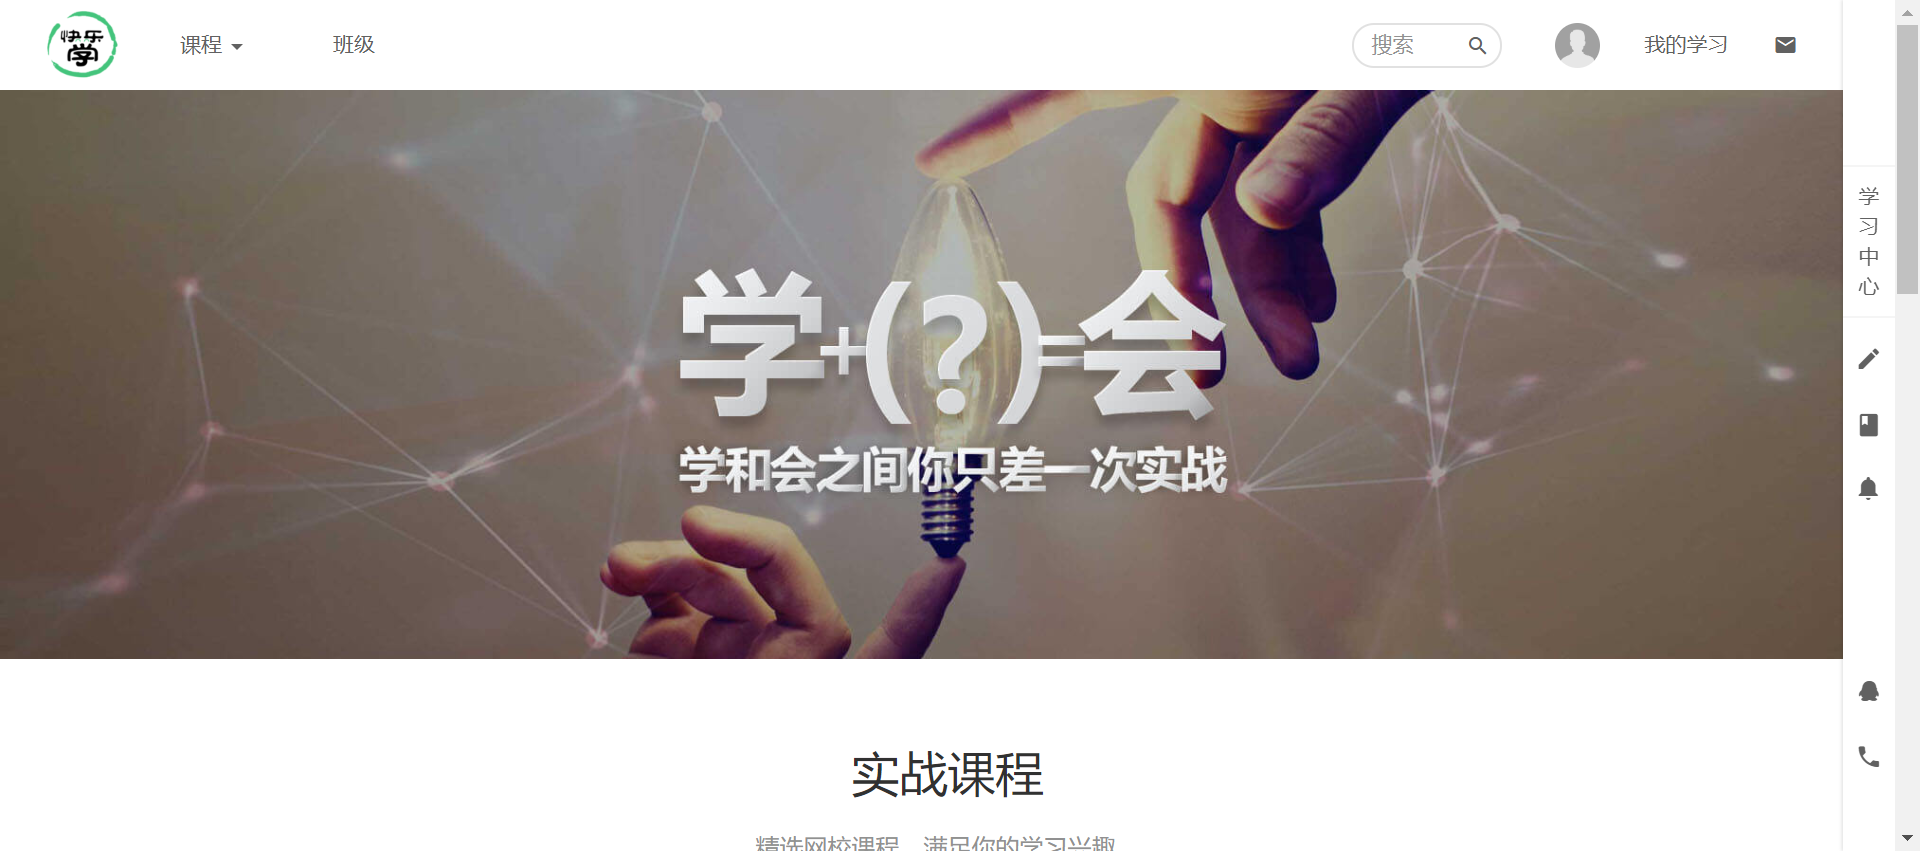 快乐
学
课程
班级
搜索
我的学习
学+(?)=会
学和会之间你只差一次实战
实战课程
精选网校课程，满足你的学习兴趣
学
习
中
心